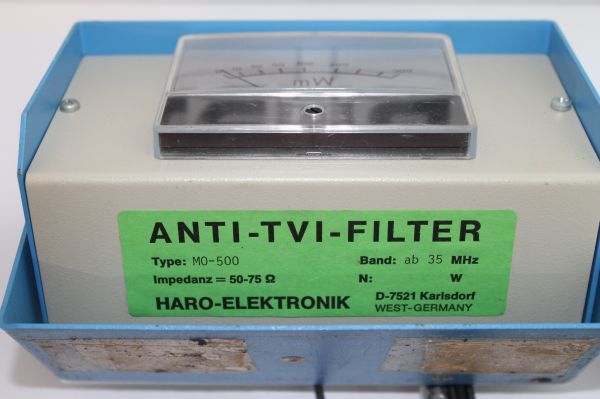 mW
ANTI-TVI-FILTER
Type: MO-500 Band: ab 35 MHz
Impedanz = 50-75 Ω N: W
HARO-ELEKTRONIK D-7521 Karlsdorf
WEST-GERMANY